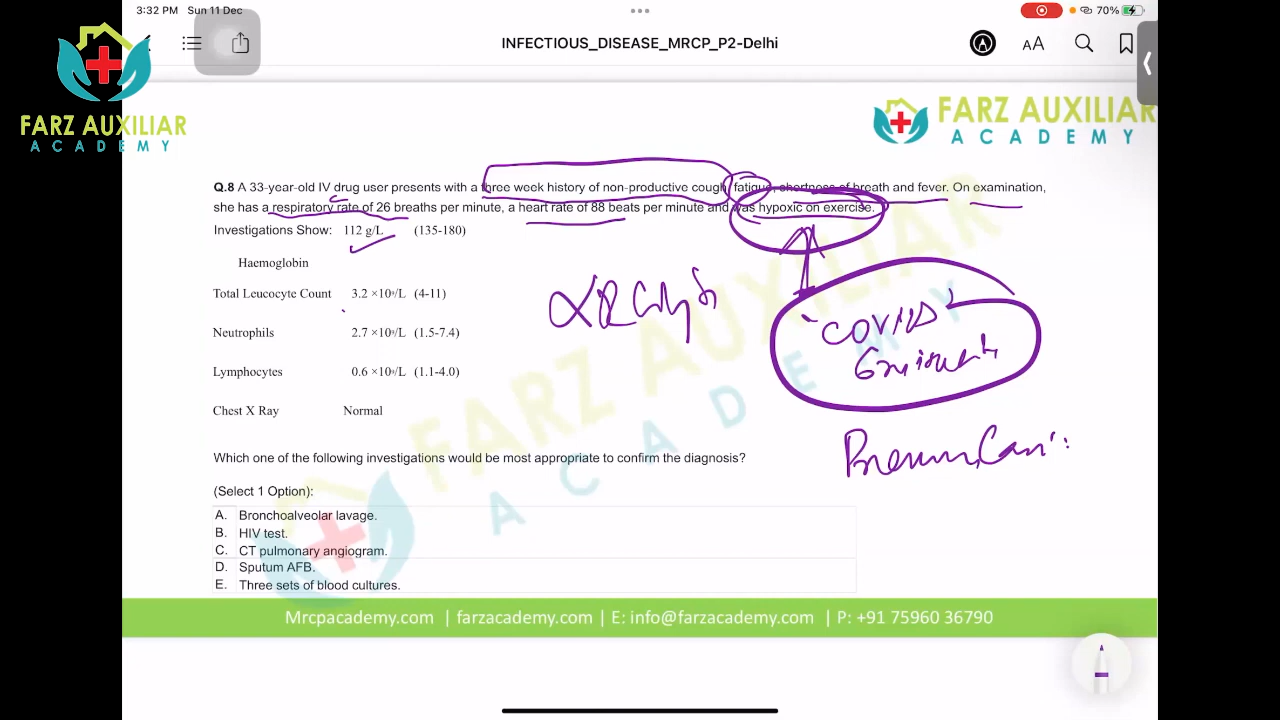 3:32 PM Sun 11 Dec
70%
INFECTIOUS_DISEASE_MRCP_P2-Delhi
AA
FARZ AUXILIAR
ACADEMY
FARZ AUXILIAR
ACADEMY
Q.8 A 33-year-old IV drug user presents with a three week history of non-productive cough, fatigue, shortness of breath and fever. On examination,
she has a respiratory rate of 26 breaths per minute, a heart rate of 88 beats per minute and was hypoxic on exercise.
Investigations Show: 112 g/L (135-180)
Haemoglobin
Total Leucocyte Count 3.2 ×10⁹/L (4-11)
Neutrophils 2.7 ×10⁹/L (1.5-7.4)
Lymphocytes 0.6 ×10⁹/L (1.1-4.0)
Chest X Ray Normal
COVID
Which one of the following investigations would be most appropriate to confirm the diagnosis?
(Select 1 Option):
A. Bronchoalveolar lavage.
B. HIV test.
C. CT pulmonary angiogram.
D. Sputum AFB.
E. Three sets of blood cultures.
FARZ AUXILIAR
ACADEMY
Mrcpacademy.com | farzacademy.com | E: info@farzacademy.com | P: +91 75960 36790